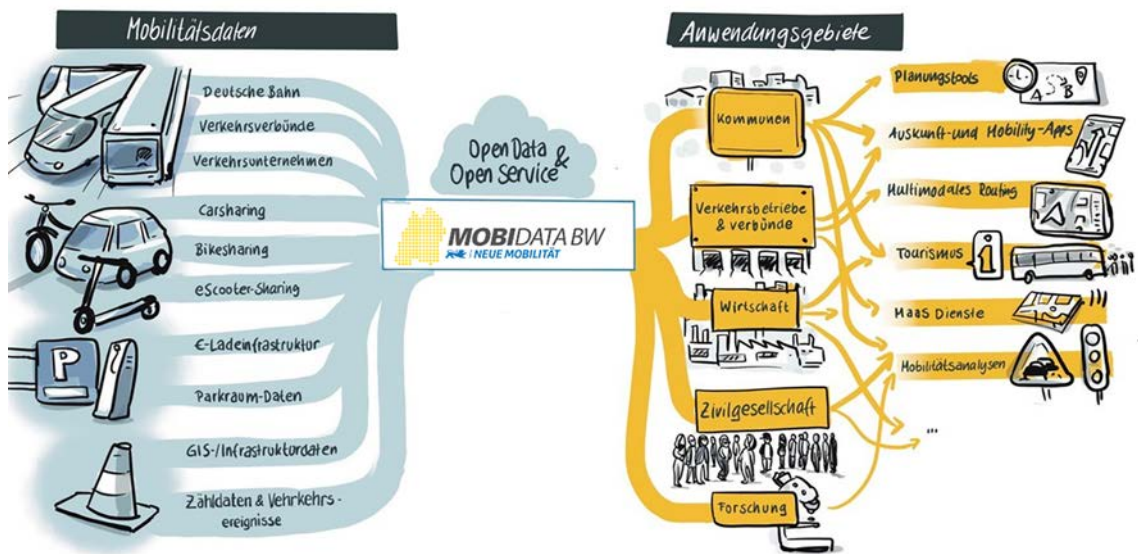 Mobilitätsdaten
Deutsche Bahn
Verkehrsverbünde
Verkehrsunternehmen
Carsharing
Bikesharing
eScooter-Sharing
E-Ladeinfrastruktur
Parkraum-Daten
GIS-/Infrastruktordaten
Zähldaten & Vehrkehrs-
ereignisse
P
Open Data &
Open Service
MOBIDATA BW
NEUE MOBILITÄT
Anwendungsgebiete
Kommunen
Verkehrsbetriebe
& verbünde
Wirtschaft
Zivilgesellschaft
Forschung
Planungstools
A B
Auskunft- und Mobility-Apps
Multimodales Routing
Tourismus
i
MaaS Dienste
Mobilitätsanalysen
...